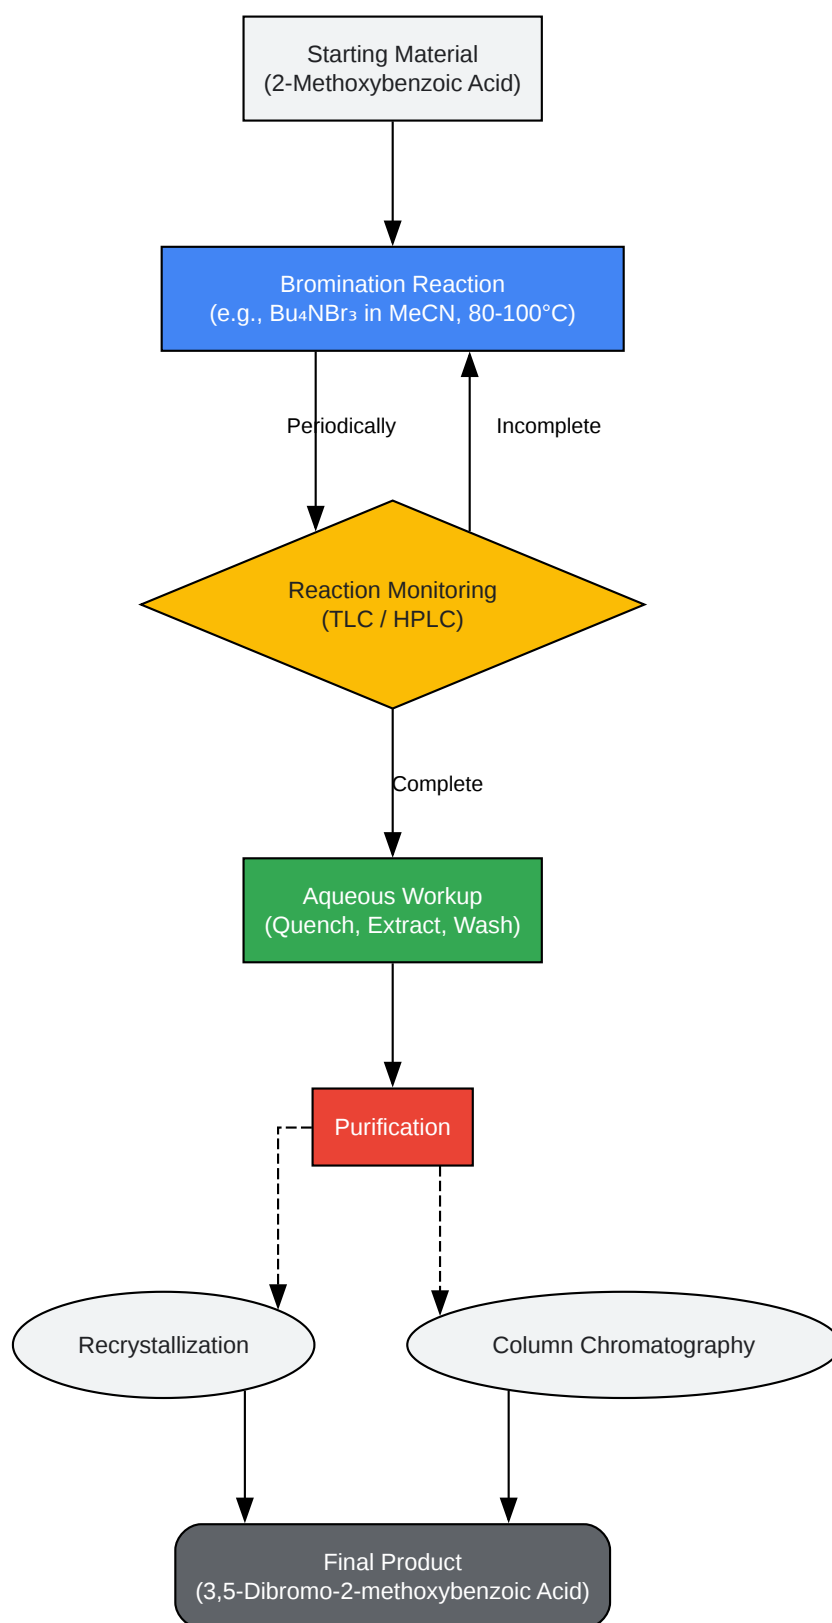 Starting Material
(2-Methoxybenzoic Acid)
Bromination Reaction
(e.g., Bu₄NBr₃ in MeCN, 80-100°C)
Periodically
Incomplete
Reaction Monitoring
(TLC / HPLC)
Complete
Aqueous Workup
(Quench, Extract, Wash)
Purification
Recrystallization
Column Chromatography
Final Product
(3,5-Dibromo-2-methoxybenzoic Acid)